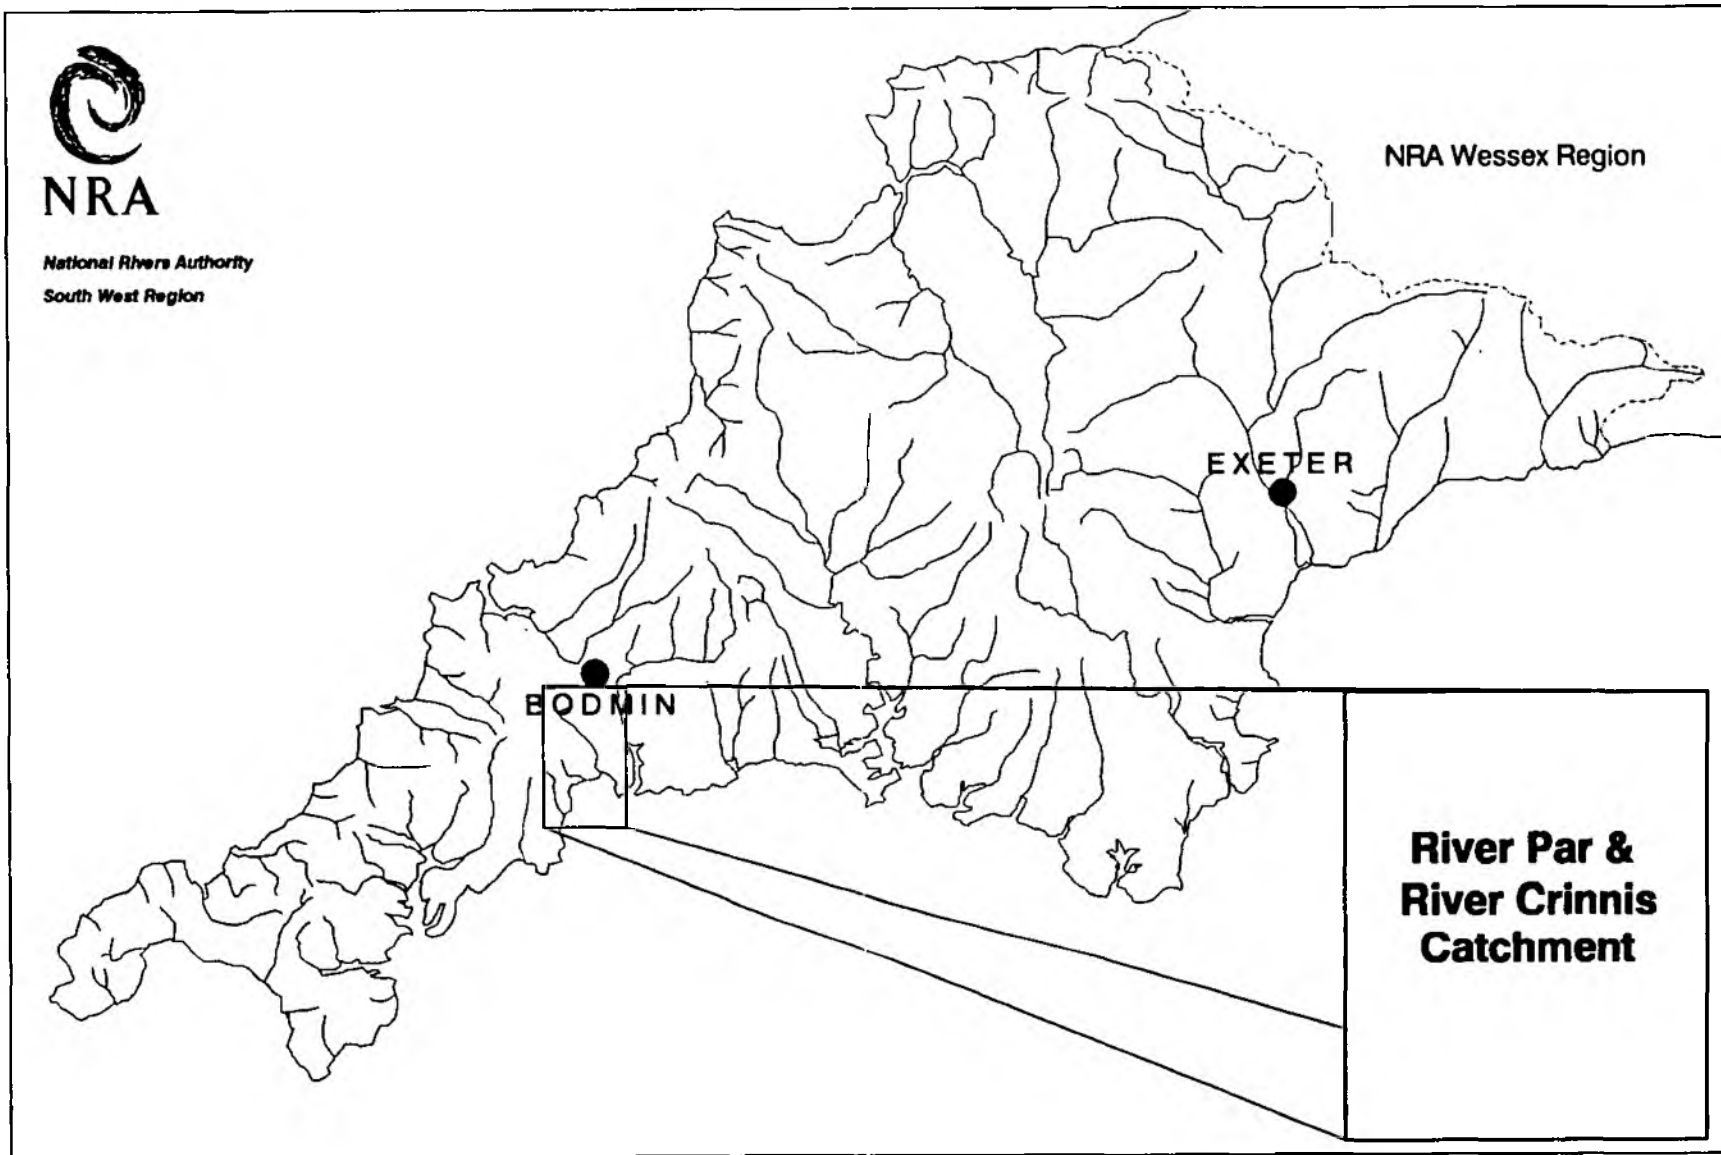 NRA
National Rivers Authority
South West Region
NRA Wessex Region
EXETER
BODMIN
River Par &
River Crinnis
Catchment